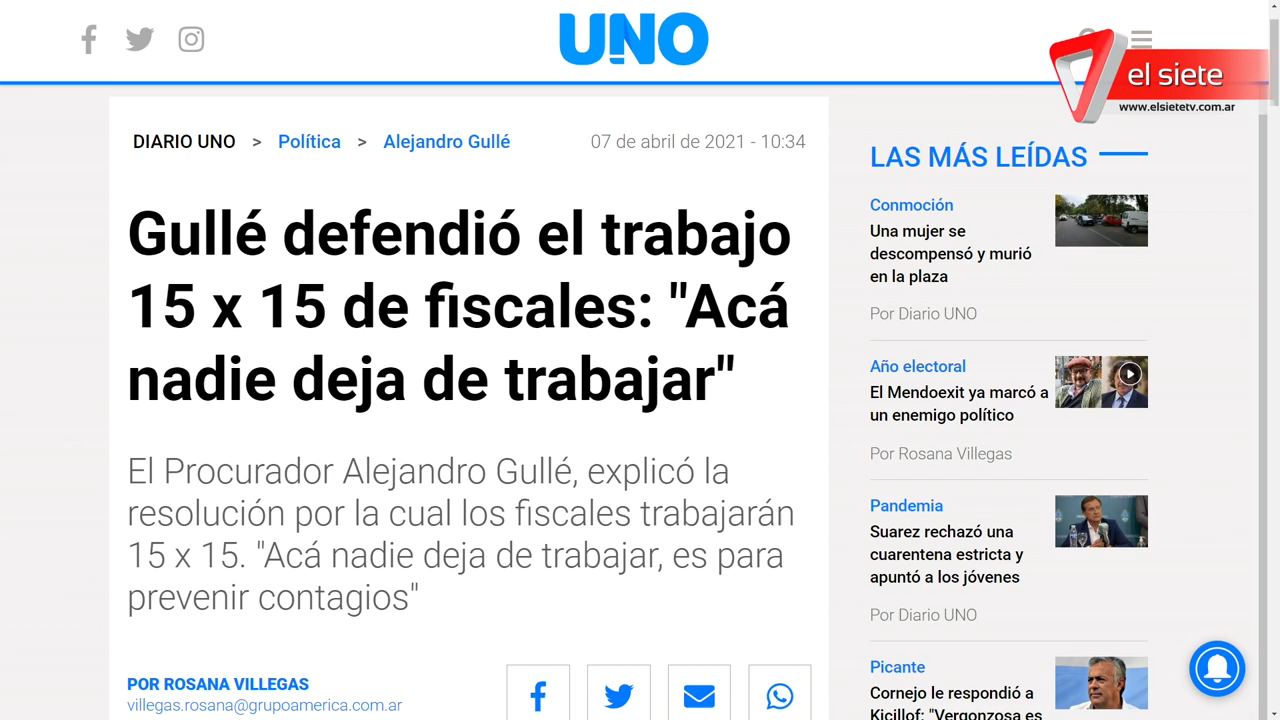 UNO
el siete
www.elsietetv.com.ar
DIARIO UNO > Política > Alejandro Gullé
07 de abril de 2021 - 10:34
Gullé defendió el trabajo
15 x 15 de fiscales: "Acá
nadie deja de trabajar"
El Procurador Alejandro Gullé, explicó la
resolución por la cual los fiscales trabajarán
15 x 15. "Acá nadie deja de trabajar, es para
prevenir contagios"
POR ROSANA VILLEGAS
villegas.rosana@grupoamerica.com.ar
LAS MÁS LEÍDAS
Conmoción
Una mujer se
descompensó y murió
en la plaza
Por Diario UNO
Año electoral
El Mendoexit ya marcó a
un enemigo político
Por Rosana Villegas
Pandemia
Suarez rechazó una
cuarentena estricta y
apuntó a los jóvenes
Por Diario UNO
Picante
Cornejo le respondió a
Kicillof: "Vergonzosa es